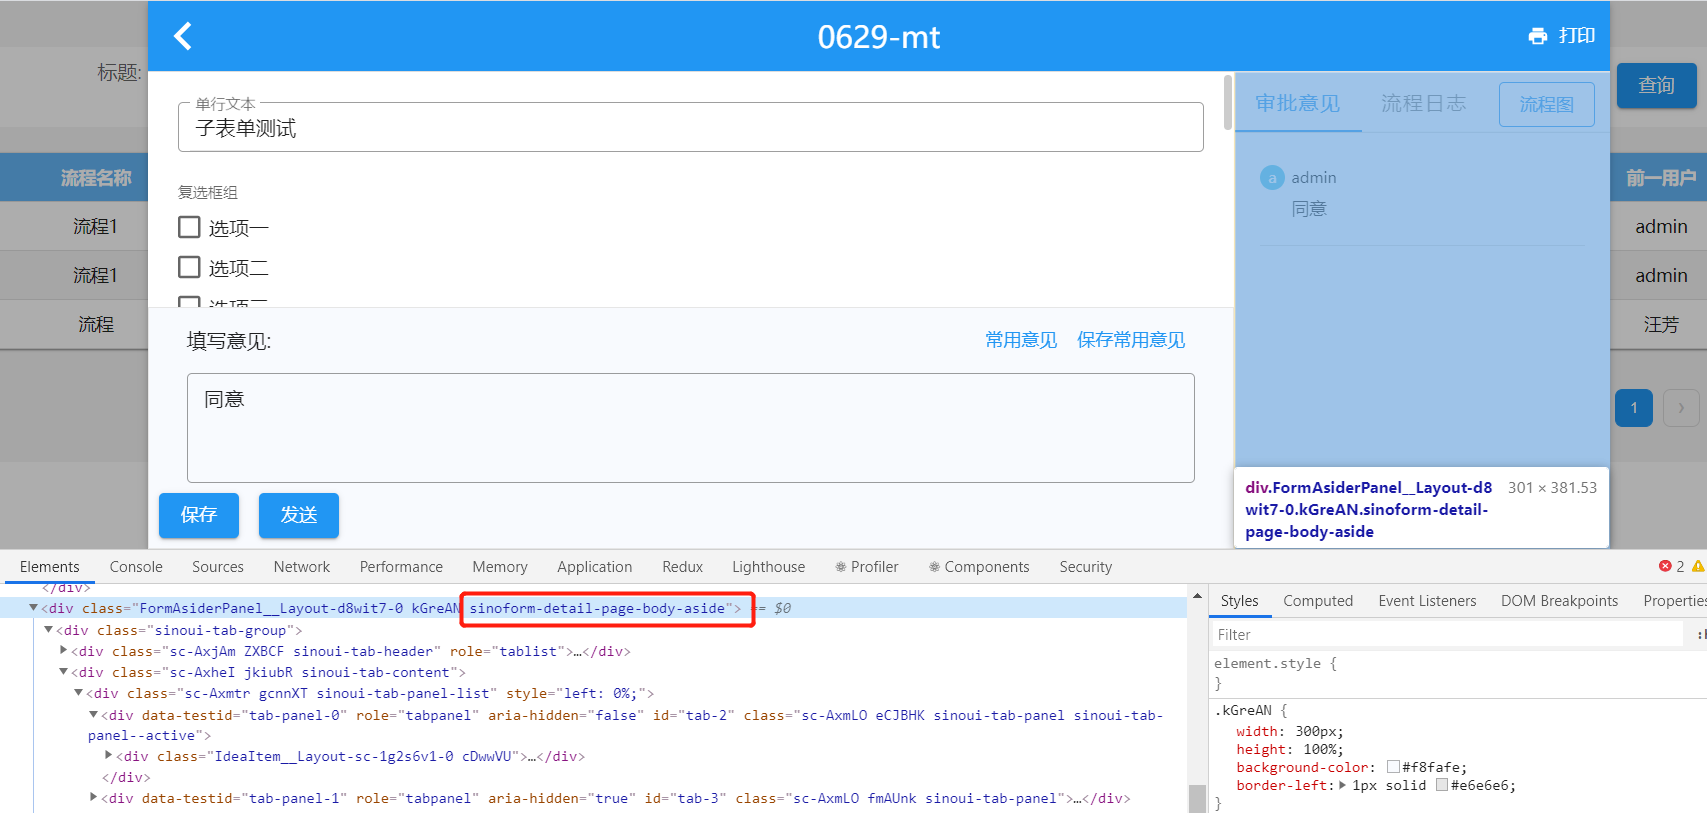 0629-mt
打印
标题:
查询
单行文本
子表单测试
审批意见 流程日志 流程图
流程名称
前一用户
a admin
同意
复选框组
选项一
选项二
选项三
流程1
admin
流程1
admin
流程
汪芳
填写意见:
常用意见 保存常用意见
同意
1
保存 发送
div.FormAsiderPanel__Layout-d8 301 × 381.53
wit7-0.kGreAN.sinoform-detail-
page-body-aside
Elements Console Sources Network Performance Memory Application Redux Lighthouse Profiler Components Security 2
</div>
<div class="FormAsiderPanel__Layout-d8wit7-0 kGreAN sinoform-detail-page-body-aside"> == $0
<div class="sinoui-tab-group">
<div class="sc-AxjAm ZXBCF sinoui-tab-header" role="tablist">…</div>
<div class="sc-AxheI jkiubR sinoui-tab-content">
<div class="sc-Axmtr gcnnXT sinoui-tab-panel-list" style="left: 0%;">
<div data-testid="tab-panel-0" role="tabpanel" aria-hidden="false" id="tab-2" class="sc-AxmLO eCJBHK sinoui-tab-panel sinoui-tab-
panel--active">
<div class="IdeaItem__Layout-sc-1g2s6v1-0 cDwwVU">…</div>
</div>
<div data-testid="tab-panel-1" role="tabpanel" aria-hidden="true" id="tab-3" class="sc-AxmLO fmAUnk sinoui-tab-panel">…</div>
Styles Computed Event Listeners DOM Breakpoints Properties
Filter :h
element.style {
}
.kGreAN {
width: 300px;
height: 100%;
background-color: #f8fafe;
border-left: 1px solid #e6e6e6;
}